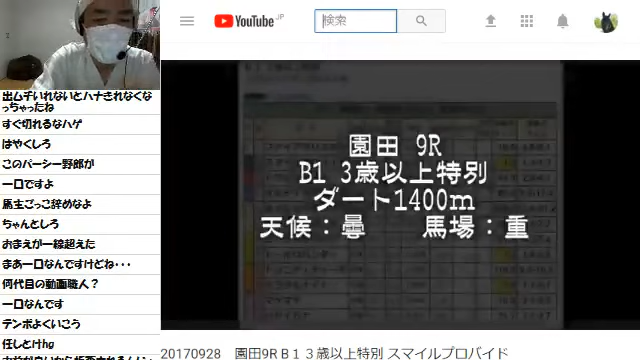 YouTube JP
検索
園田 9R
B1 3歳以上特別
ダート1400m
天候：曇 馬場：重
20170928 園田9R B１３歳以上特別 スマイルプロバイド
出ムチいれないとハナきれなくな
っちゃったね
すぐ切れるなハゲ
はやくしろ
このパーシー野郎が
一口ですよ
馬主ごっこ辞めなよ
ちゃんとしろ
おまえが一線超えた
まあ一口なんですけどね･･･
何代目の動画職人？
一口なんです
テンポよくいこう
任しとけhg